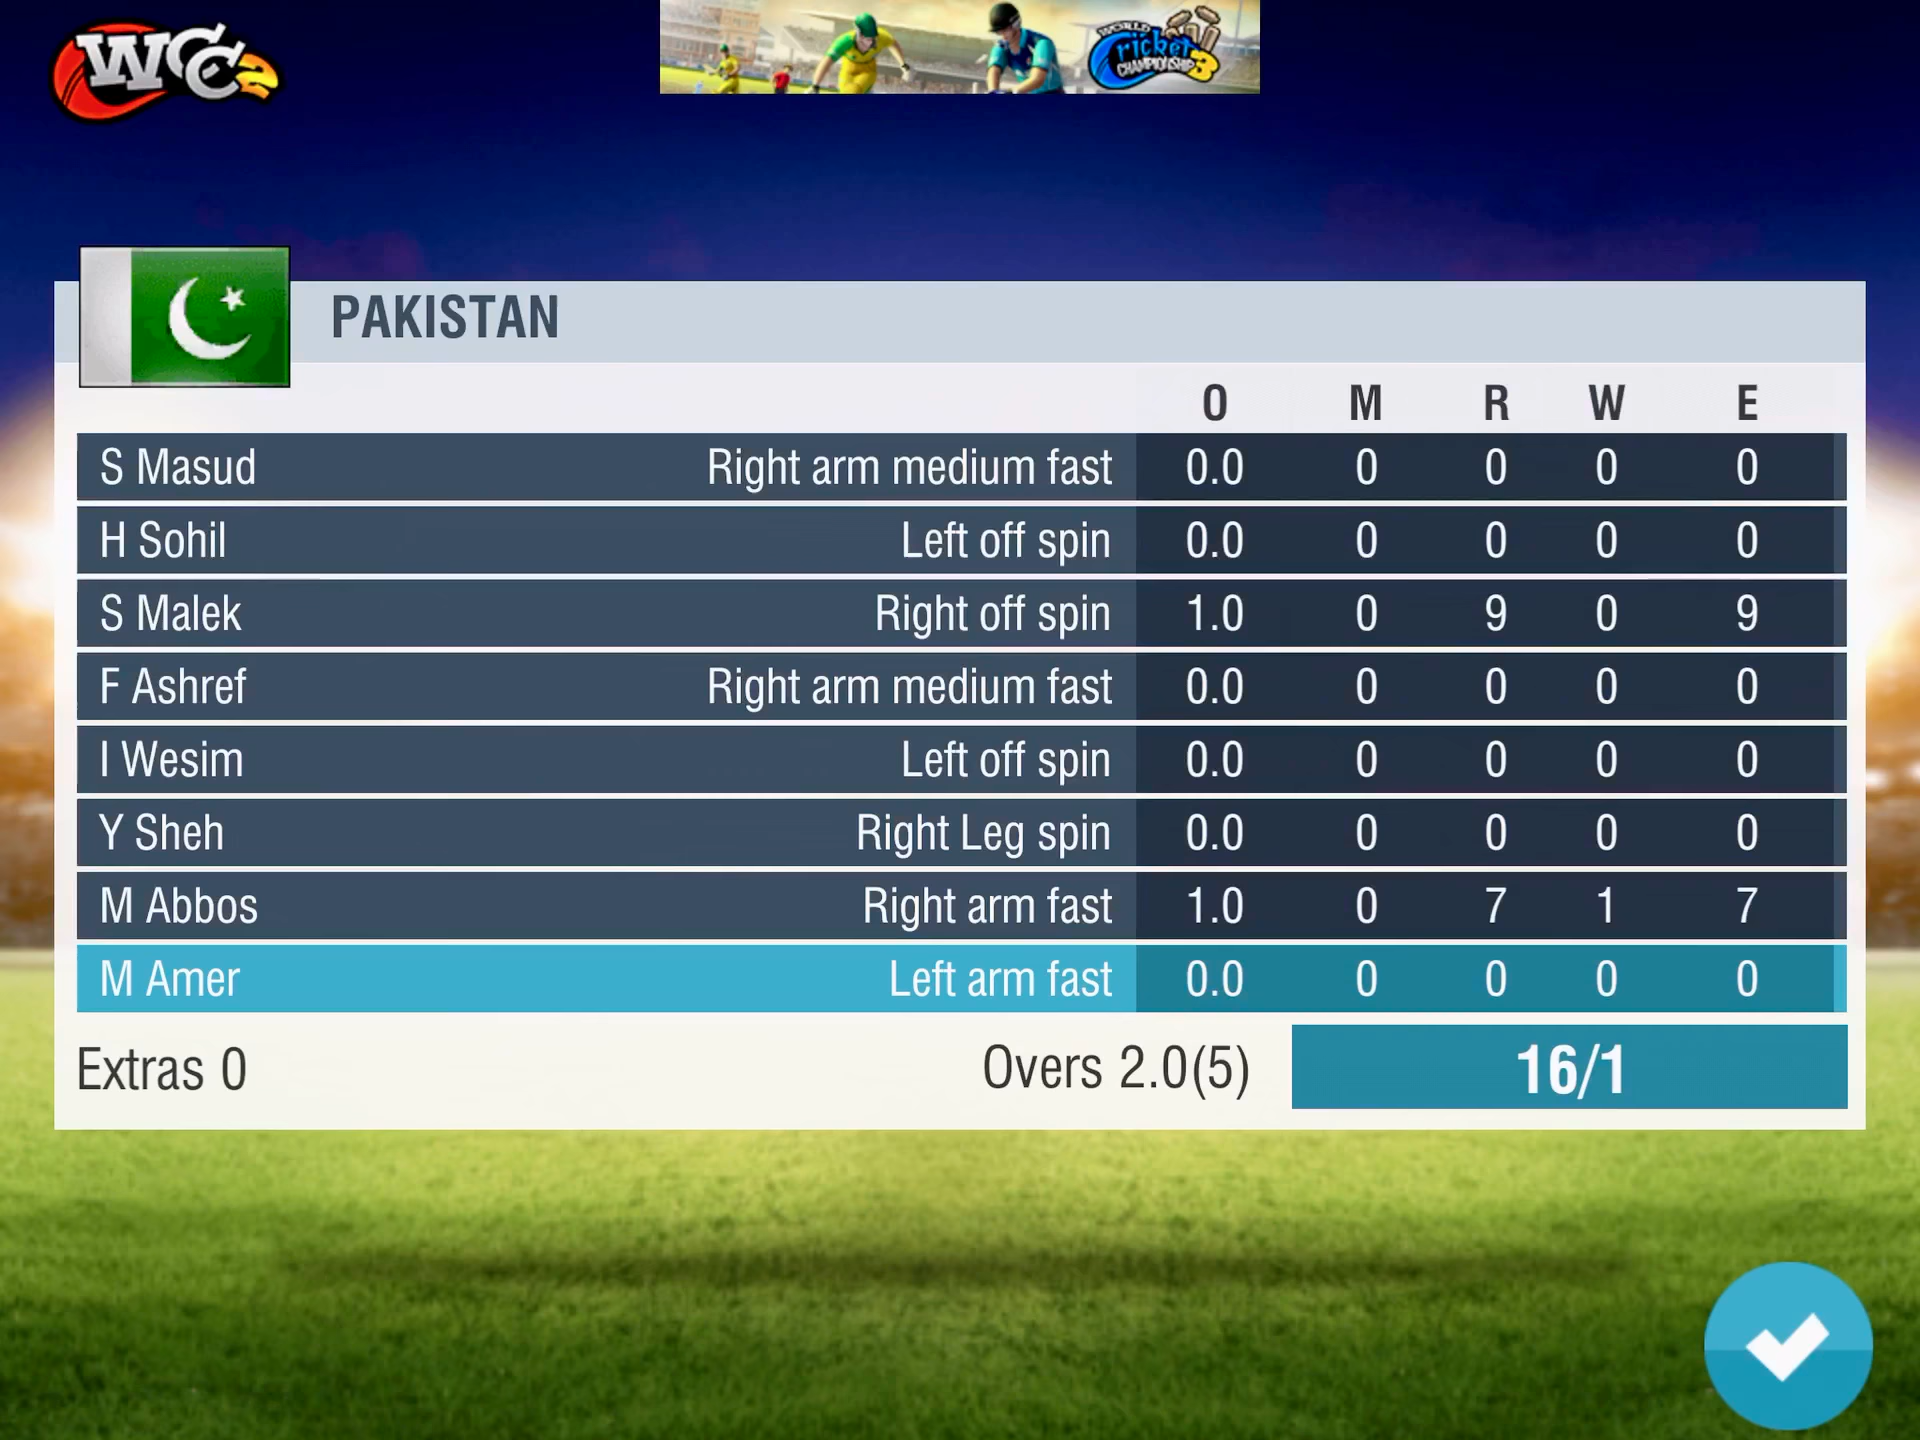 WCC2
WORLD
Cricket
CHAMPIONSHIP 3
PAKISTAN
O M R W E
S Masud Right arm medium fast 0.0 0 0 0 0
H Sohil Left off spin 0.0 0 0 0 0
S Malek Right off spin 1.0 0 9 0 9
F Ashref Right arm medium fast 0.0 0 0 0 0
I Wesim Left off spin 0.0 0 0 0 0
Y Sheh Right Leg spin 0.0 0 0 0 0
M Abbos Right arm fast 1.0 0 7 1 7
M Amer Left arm fast 0.0 0 0 0 0
Extras 0 Overs 2.0(5) 16/1